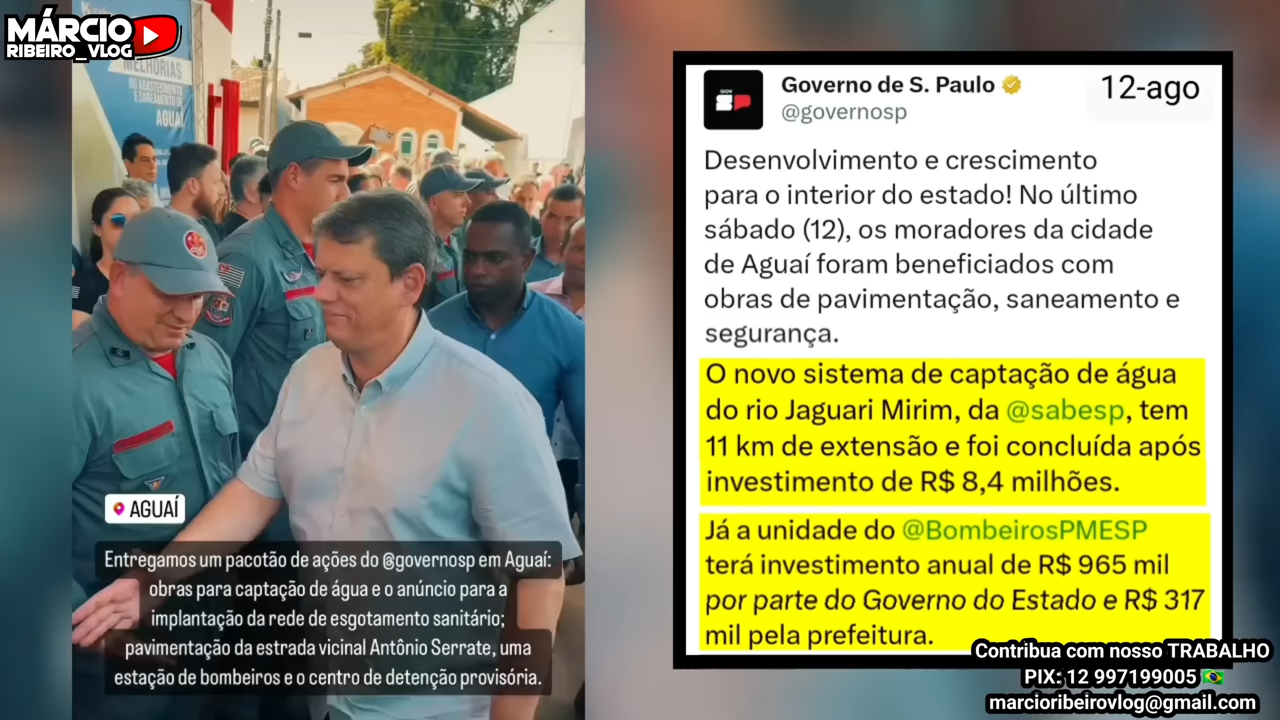 MÁRCIO
RIBEIRO_VLOG
MELHORIAS
NO ABASTECIMENTO
E SANEAMENTO DE
AGUAÍ
AGUAÍ
Entregamos um pacotão de ações do @governosp em Aguaí:
obras para captação de água e o anúncio para a
implantação da rede de esgotamento sanitário;
pavimentação da estrada vicinal Antônio Serrate, uma
estação de bombeiros e o centro de detenção provisória.
GOV
SP
Governo de S. Paulo
12-ago
@governosp
Desenvolvimento e crescimento
para o interior do estado! No último
sábado (12), os moradores da cidade
de Aguaí foram beneficiados com
obras de pavimentação, saneamento e
segurança.
O novo sistema de captação de água
do rio Jaguari Mirim, da @sabesp, tem
11 km de extensão e foi concluída após
investimento de R$ 8,4 milhões.
Já a unidade do @BombeirosPMESP
terá investimento anual de R$ 965 mil
por parte do Governo do Estado e R$ 317
mil pela prefeitura.
Contribua com nosso TRABALHO
PIX: 12 997199005
marcioribeirovlog@gmail.com